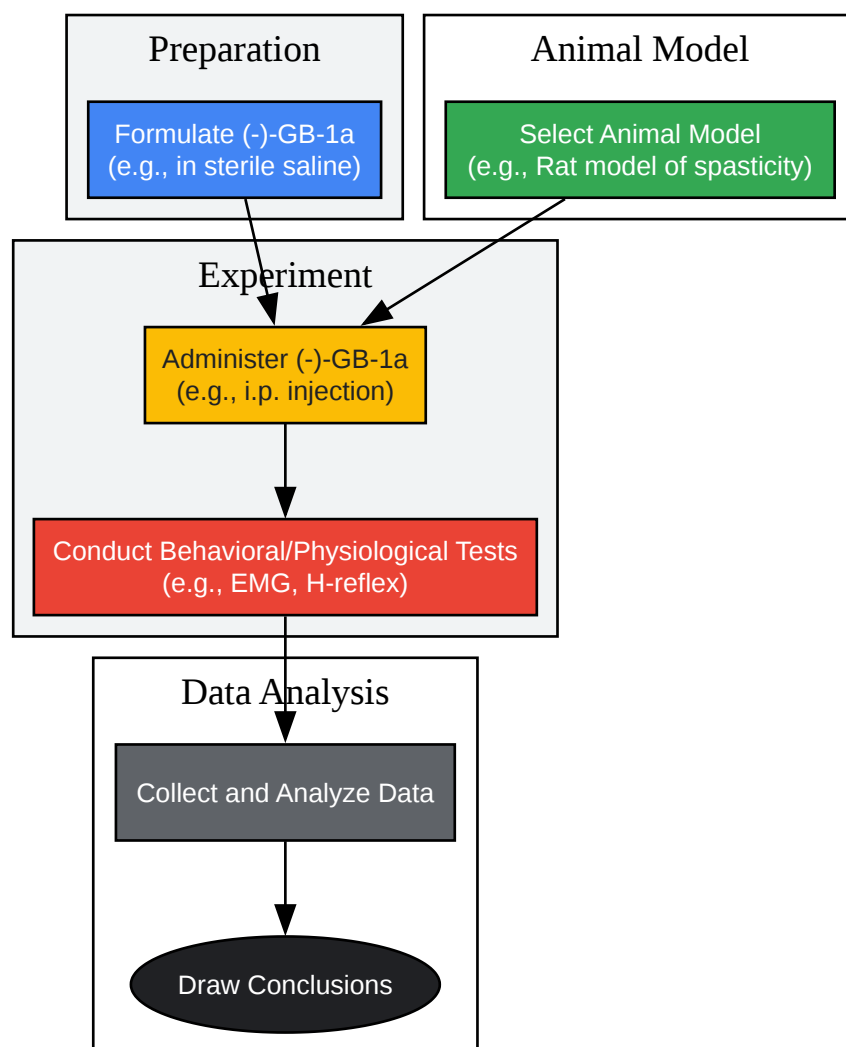 Preparation
Formulate (-)-GB-1a
(e.g., in sterile saline)
Animal Model
Select Animal Model
(e.g., Rat model of spasticity)
Experiment
Administer (-)-GB-1a
(e.g., i.p. injection)
Conduct Behavioral/Physiological Tests
(e.g., EMG, H-reflex)
Data Analysis
Collect and Analyze Data
Draw Conclusions